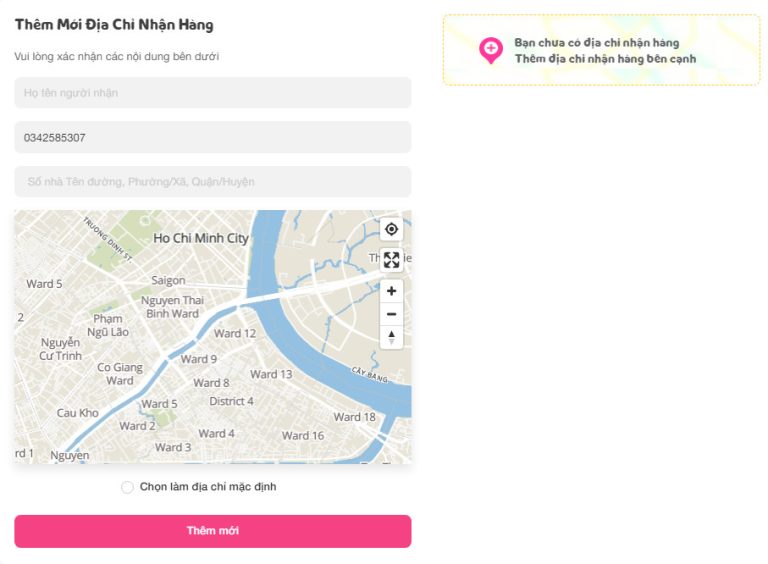 Thêm Mới Địa Chỉ Nhận Hàng
Vui lòng xác nhận các nội dung bên dưới
Họ tên người nhận
0342585307
Số nhà Tên đường, Phường/Xã, Quận/Huyện
TRUONG DINH ST.
Ho Chi Minh City
Ward 5
Saigon
Nguyen Thai
Binh Ward
2
Phạm
Ngũ Lão
Ward 12
Nguyễn
Cư Trinh
Ward 9
Co Giang
Ward
Ward 8
Ward 13
CÂY BÀNG
Ward 5
District 4
Cau Kho
Ward 2
Ward 18
Ward 4
Ward 16
Ward 3
rd 1
Nguyen
Chọn làm địa chỉ mặc định
Thêm mới
Bạn chưa có địa chỉ nhận hàng
Thêm địa chỉ nhận hàng bên cạnh